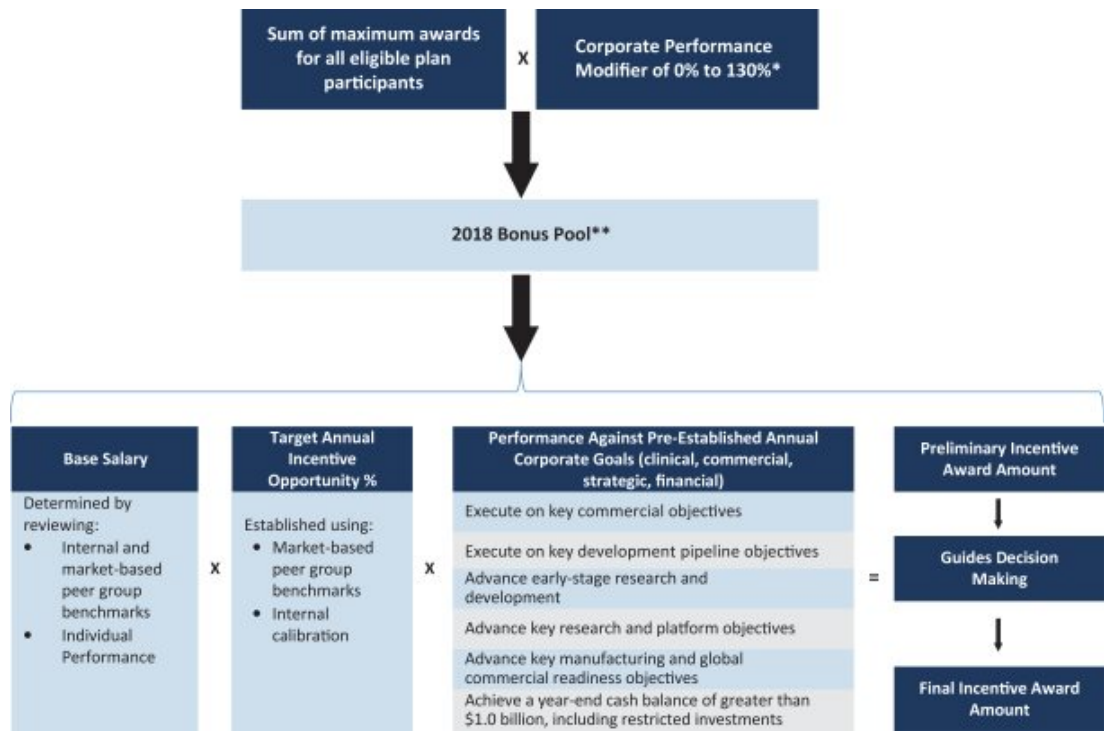 Sum of maximum awards
for all eligible plan
participants
X
Corporate Performance
Modifier of 0% to 130%*
2018 Bonus Pool**
Base Salary
Determined by
reviewing:
• Internal and
market-based
peer group
benchmarks
• Individual
Performance
X
Target Annual
Incentive
Opportunity %
Established using:
• Market-based
peer group
benchmarks
• Internal
calibration
X
Performance Against Pre-Established Annual
Corporate Goals (clinical, commercial,
strategic, financial)
Execute on key commercial objectives
Execute on key development pipeline objectives
Advance early-stage research and
development
Advance key research and platform objectives
Advance key manufacturing and global
commercial readiness objectives
Achieve a year-end cash balance of greater than
$1.0 billion, including restricted investments
=
Preliminary Incentive
Award Amount
Guides Decision
Making
Final Incentive Award
Amount